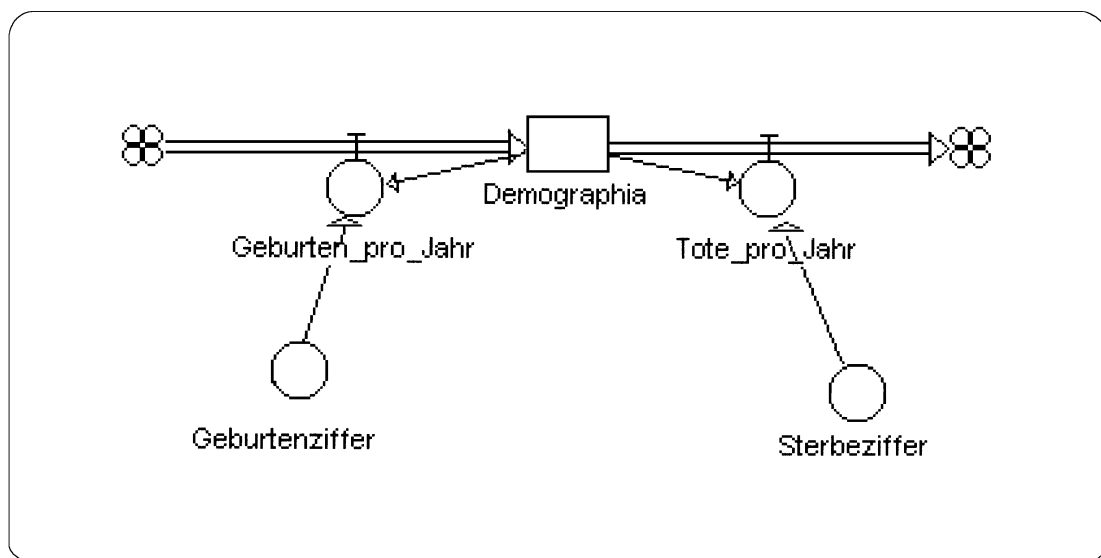 Demographia
Geburten_pro_Jahr
Tote_pro_Jahr
Geburtenziffer
Sterbeziffer